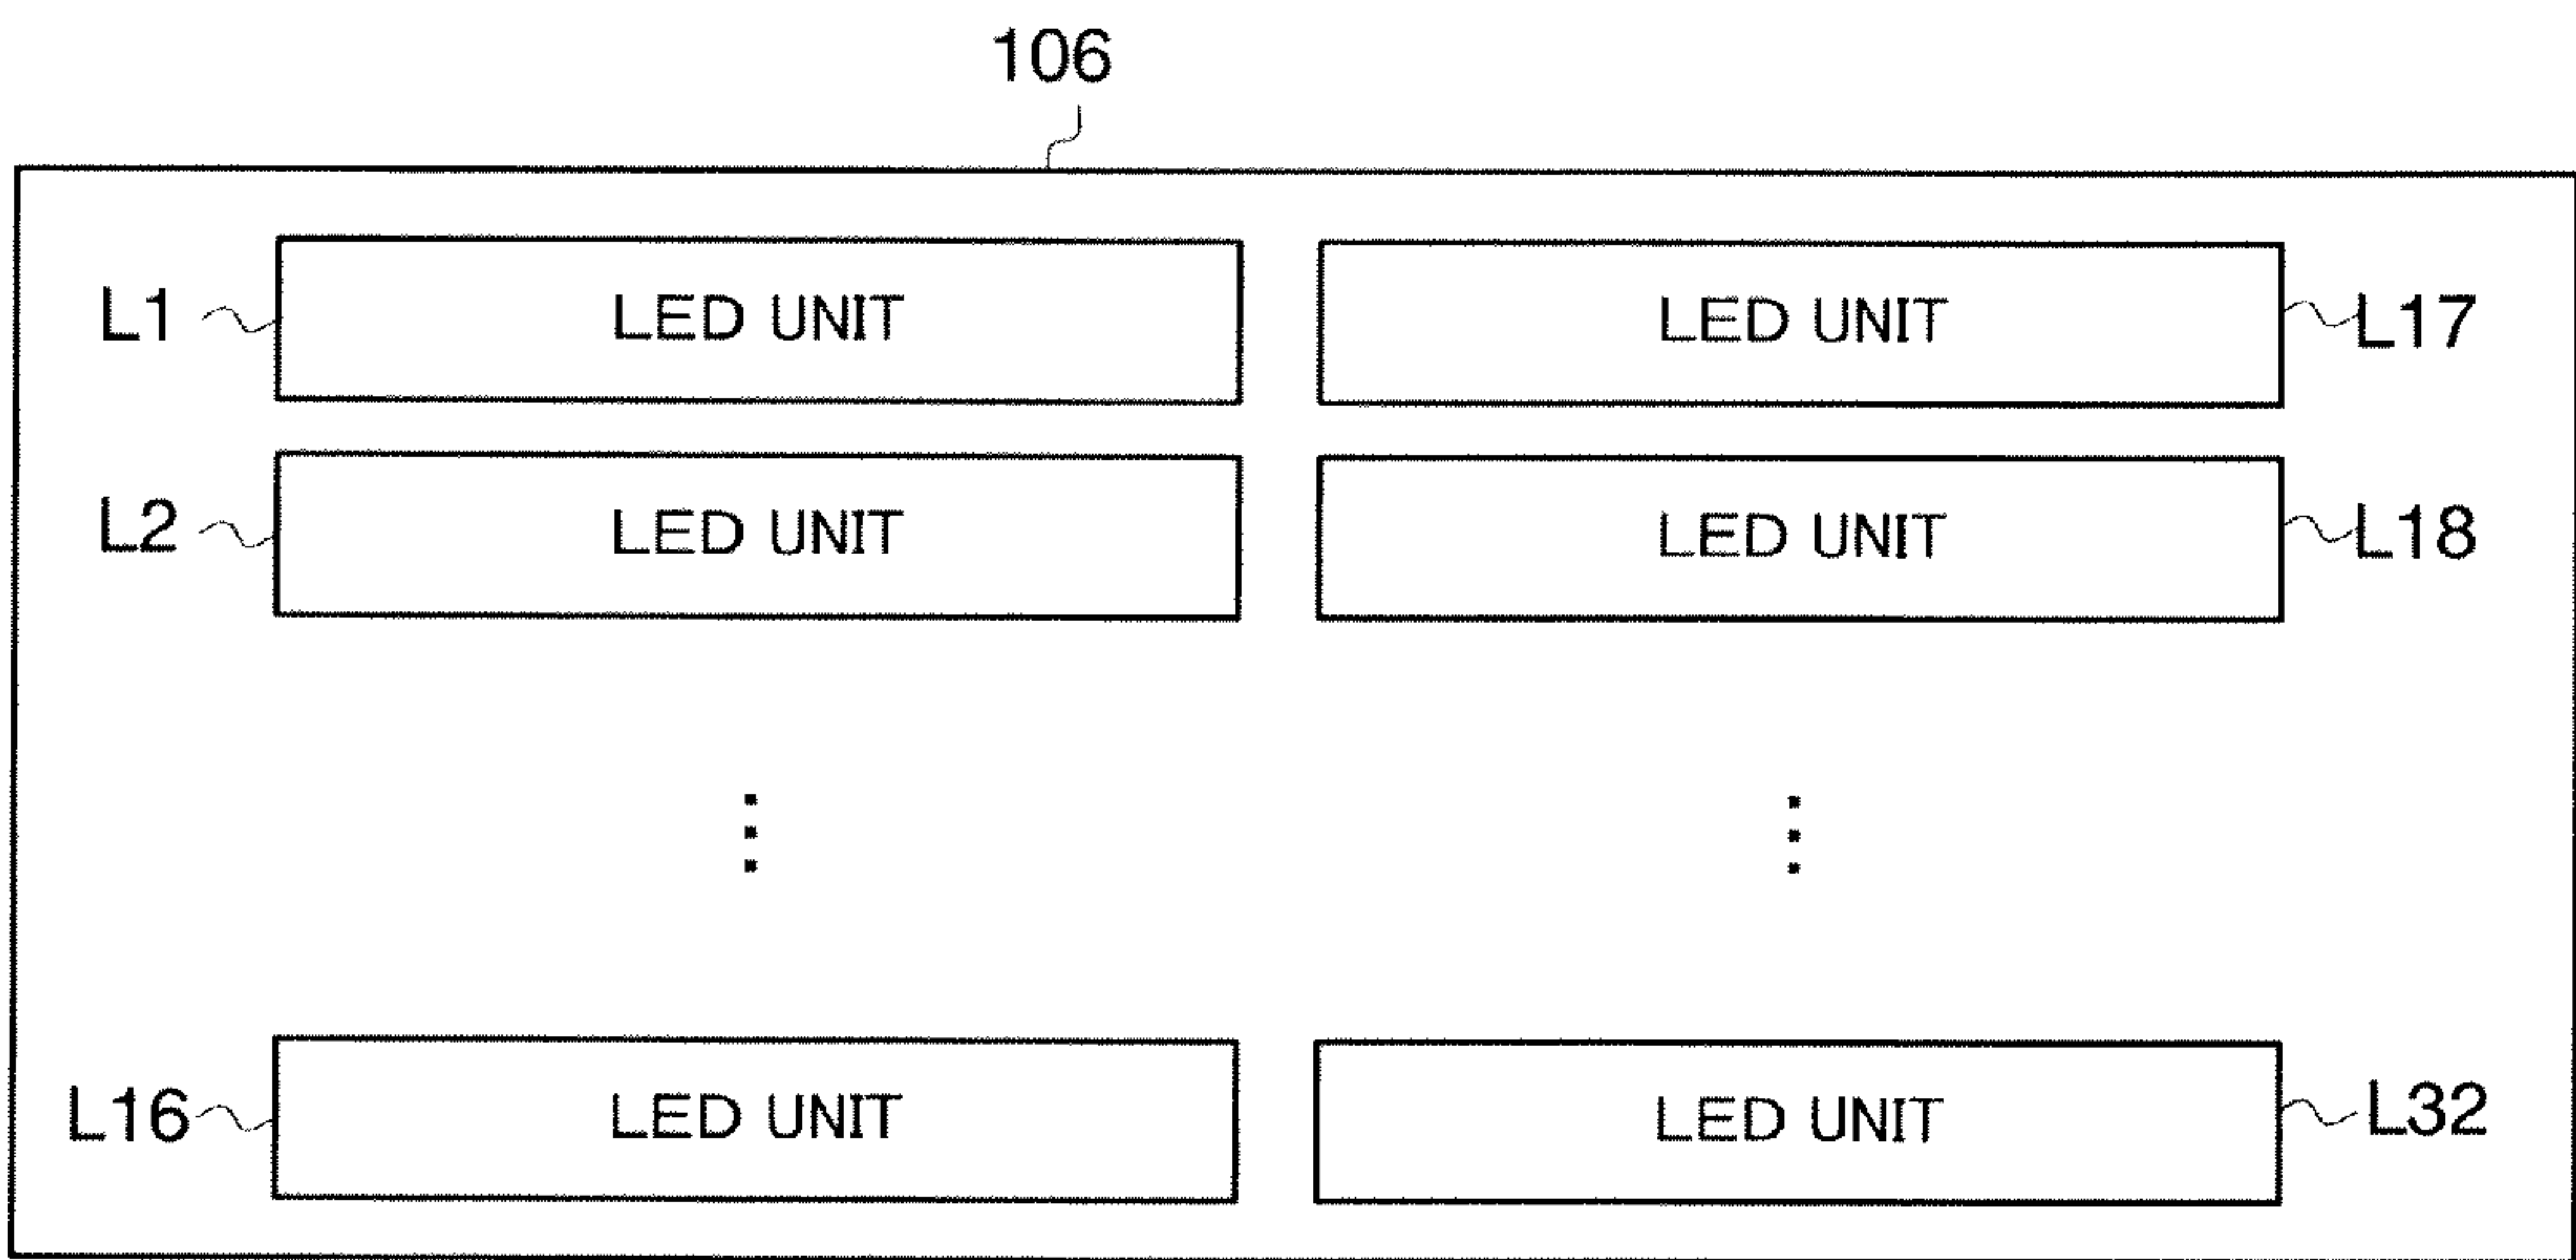 106
L1 LED UNIT LED UNIT L17
L2 LED UNIT LED UNIT L18
L16 LED UNIT LED UNIT L32